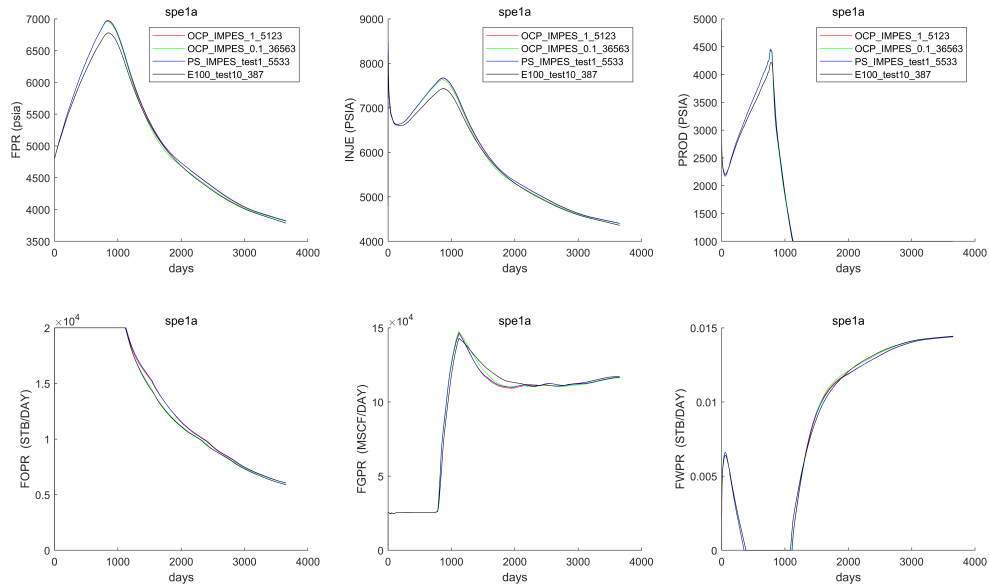 spe1a
FPR (psia)
7000
6500
6000
5500
5000
4500
4000
3500
0
1000
2000
3000
4000
days
OCP_IMPES_1_5123
OCP_IMPES_0.1_36563
PS_IMPES_test1_5533
E100_test10_387
spe1a
INJE (PSIA)
9000
8000
7000
6000
5000
4000
0
1000
2000
3000
4000
days
OCP_IMPES_1_5123
OCP_IMPES_0.1_36563
PS_IMPES_test1_5533
E100_test10_387
spe1a
PROD (PSIA)
5000
4500
4000
3500
3000
2500
2000
1500
1000
0
1000
2000
3000
4000
days
OCP_IMPES_1_5123
OCP_IMPES_0.1_36563
PS_IMPES_test1_5533
E100_test10_387
×10⁴
spe1a
FOPR (STB/DAY)
2
1.5
1
0.5
0
0
1000
2000
3000
4000
days
×10⁴
spe1a
FGPR (MSCF/DAY)
15
10
5
0
0
1000
2000
3000
4000
days
spe1a
FWPR (STB/DAY)
0.015
0.01
0.005
0
0
1000
2000
3000
4000
days